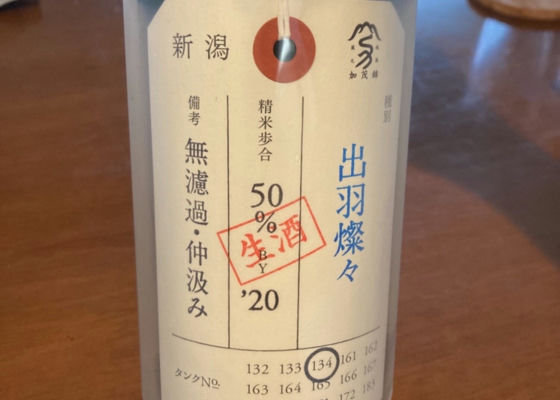 新潟
加茂錦
種別
出羽燦々
精米歩合
50
%
BY
'20
生酒
備考
無濾過・仲汲み
タンクNo.
132 133 134 161 162
163 164 165 166 167
172 183